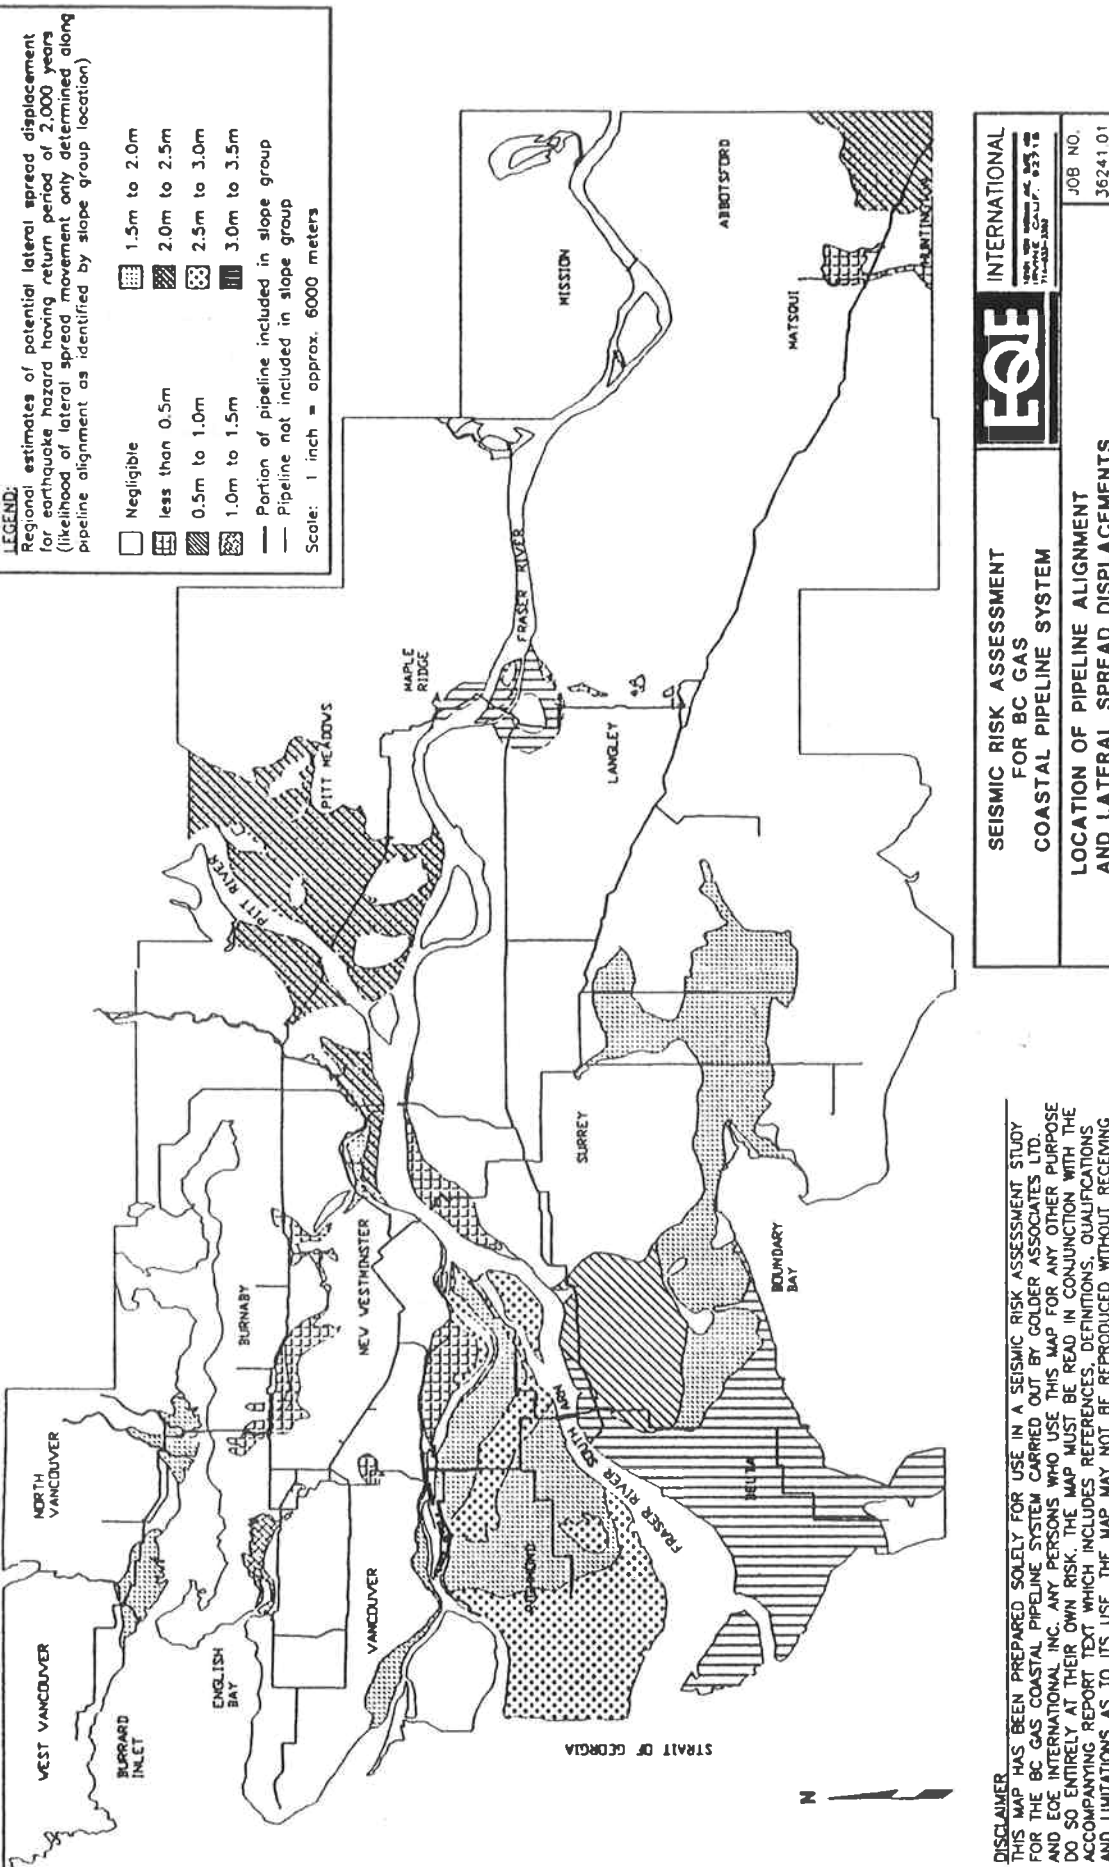 LEGEND:
Regional estimates of potential lateral spread displacement
for earthquake hazard having return period of 2,000 years
(likelihood of lateral spread movement only determined along
pipeline alignment as identified by slope group location)
Negligible
less than 0.5m
0.5m to 1.0m
1.0m to 1.5m
1.5m to 2.0m
2.0m to 2.5m
2.5m to 3.0m
3.0m to 3.5m
Portion of pipeline included in slope group
Pipeline not included in slope group
Scale: 1 inch = approx. 6000 meters
WEST VANCOUVER
NORTH
VANCOUVER
BURRARD
INLET
ENGLISH
BAY
BURNABY
VANCOUVER
NEW WESTMINSTER
PITT RIVER
PITT MEADOWS
MAPLE
RIDGE
FRASER RIVER
MISSION
ABBOTSFORD
MATSQUI
HUNTING
LANGLEY
SURREY
RICHMOND
FRASER RIVER SOUTH ARM
DELTA
BOUNDARY
BAY
STRAIT OF GEORGIA
N
DISCLAIMER
THIS MAP HAS BEEN PREPARED SOLELY FOR USE IN A SEISMIC RISK ASSESSMENT STUDY
FOR THE BC GAS COASTAL PIPELINE SYSTEM CARRIED OUT BY GOLDER ASSOCIATES LTD.
AND EQE INTERNATIONAL INC. ANY PERSONS WHO USE THIS MAP FOR ANY OTHER PURPOSE
DO SO ENTIRELY AT THEIR OWN RISK. THE MAP MUST BE READ IN CONJUNCTION WITH THE
ACCOMPANYING REPORT TEXT WHICH INCLUDES REFERENCES, DEFINITIONS, QUALIFICATIONS
AND LIMITATIONS AS TO ITS USE. THE MAP MAY NOT BE REPRODUCED WITHOUT RECEIVING
SEISMIC RISK ASSESSMENT
FOR BC GAS
COASTAL PIPELINE SYSTEM
EQE INTERNATIONAL
IRVINE CALIF. 92715
LOCATION OF PIPELINE ALIGNMENT
AND LATERAL SPREAD DISPLACEMENTS
JOB NO.
36241.01